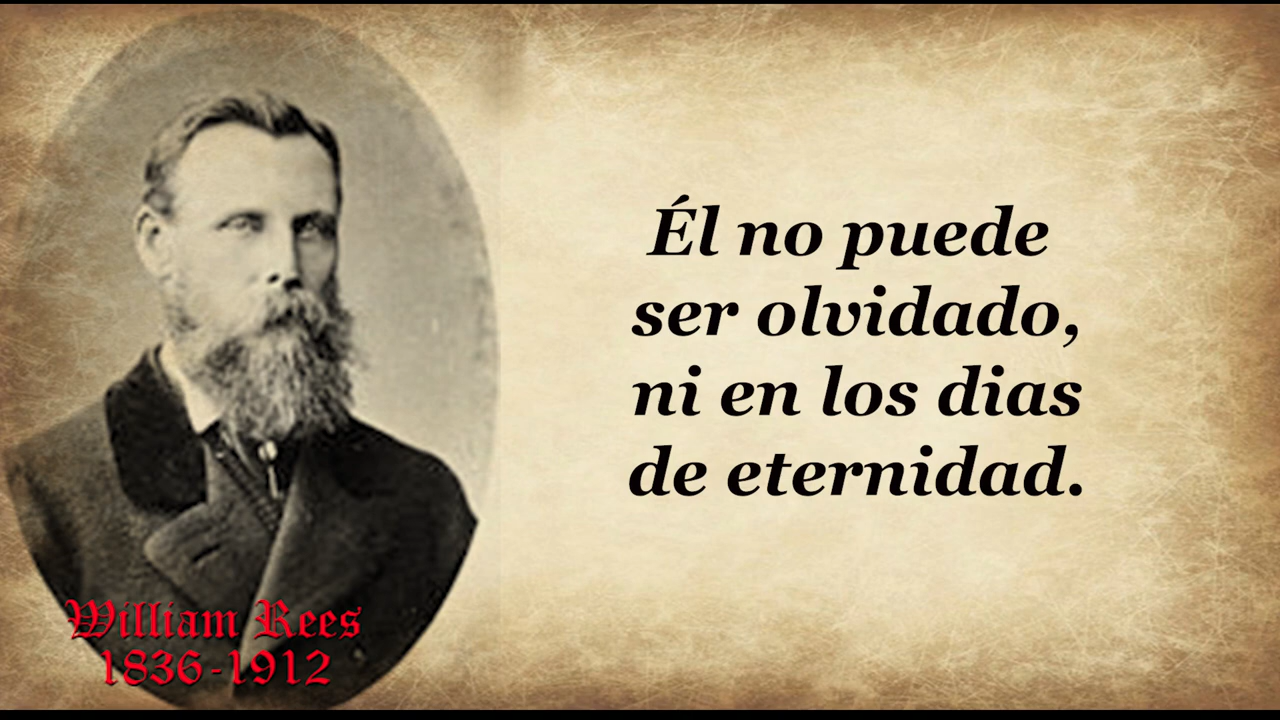 Él no puede
ser olvidado,
ni en los dias
de eternidad.
William Rees
1836-1912